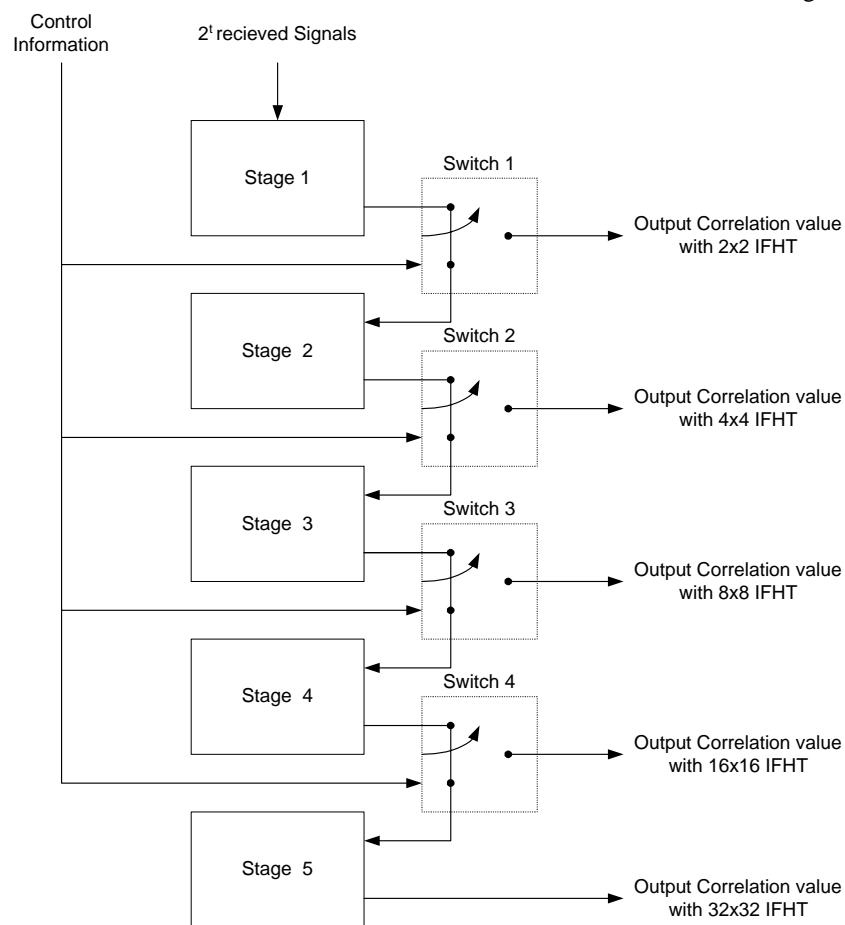 Control
Information
2t recieved Signals
Stage 1
Switch 1
Output Correlation value
with 2x2 IFHT
Stage 2
Switch 2
Output Correlation value
with 4x4 IFHT
Stage 3
Switch 3
Output Correlation value
with 8x8 IFHT
Stage 4
Switch 4
Output Correlation value
with 16x16 IFHT
Stage 5
Output Correlation value
with 32x32 IFHT